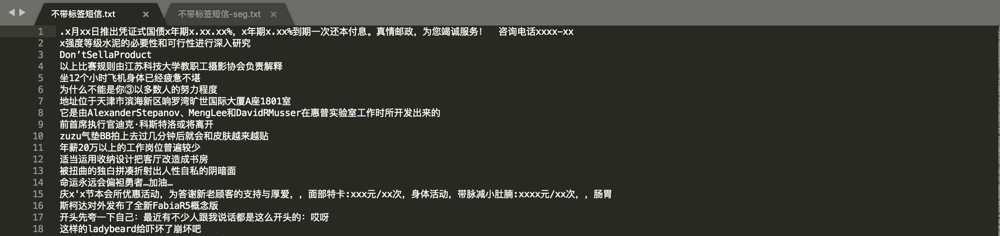 不带标签短信.txt
不带标签短信-seg.txt
1 .x月xx日推出凭证式国债x年期x.xx.xx%, x年期x.xx%到期一次还本付息。真情邮政，为您竭诚服务！ 咨询电话xxxx-xx
2 x强度等级水泥的必要性和可行性进行深入研究
3 Don’tSellaProduct
4 以上比赛规则由江苏科技大学教职工摄影协会负责解释
5 坐12个小时飞机身体已经疲惫不堪
6 为什么不能是你③以多数人的努力程度
7 地址位于天津市滨海新区响罗湾旷世国际大厦A座1801室
8 它是由AlexanderStepanov、MengLee和DavidRMusser在惠普实验室工作时所开发出来的
9 前首席执行官迪克·科斯特洛或将离开
10 zuzu气垫BB拍上去过几分钟后就会和皮肤越来越贴
11 年薪20万以上的工作岗位普遍较少
12 适当运用收纳设计把客厅改造成书房
13 被扭曲的独白拼凑折射出人性自私的阴暗面
14 命运永远会偏袒勇者…加油…
15 庆x'x节本会所优惠活动，为答谢新老顾客的支持与厚爱，，面部特卡:xxx元/xx次，身体活动，带脉减小肚腩:xxxx元/xx次，，肠胃
16 斯柯达对外发布了全新FabiaR5概念版
17 开头先夸一下自己：最近有不少人跟我说话都是这么开头的：哎呀
18 这样的ladybeard给吓坏了崩坏吧